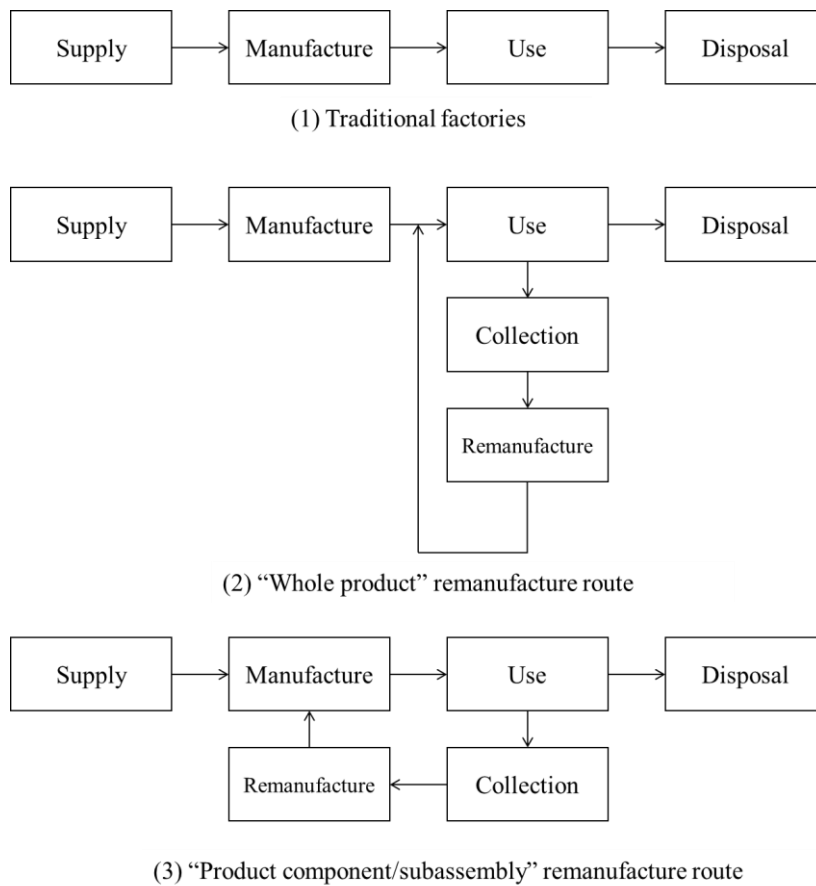 Supply
Manufacture
Use
Disposal
(1) Traditional factories
Supply
Manufacture
Use
Disposal
Collection
Remanufacture
(2) “Whole product” remanufacture route
Supply
Manufacture
Use
Disposal
Remanufacture
Collection
(3) “Product component/subassembly” remanufacture route